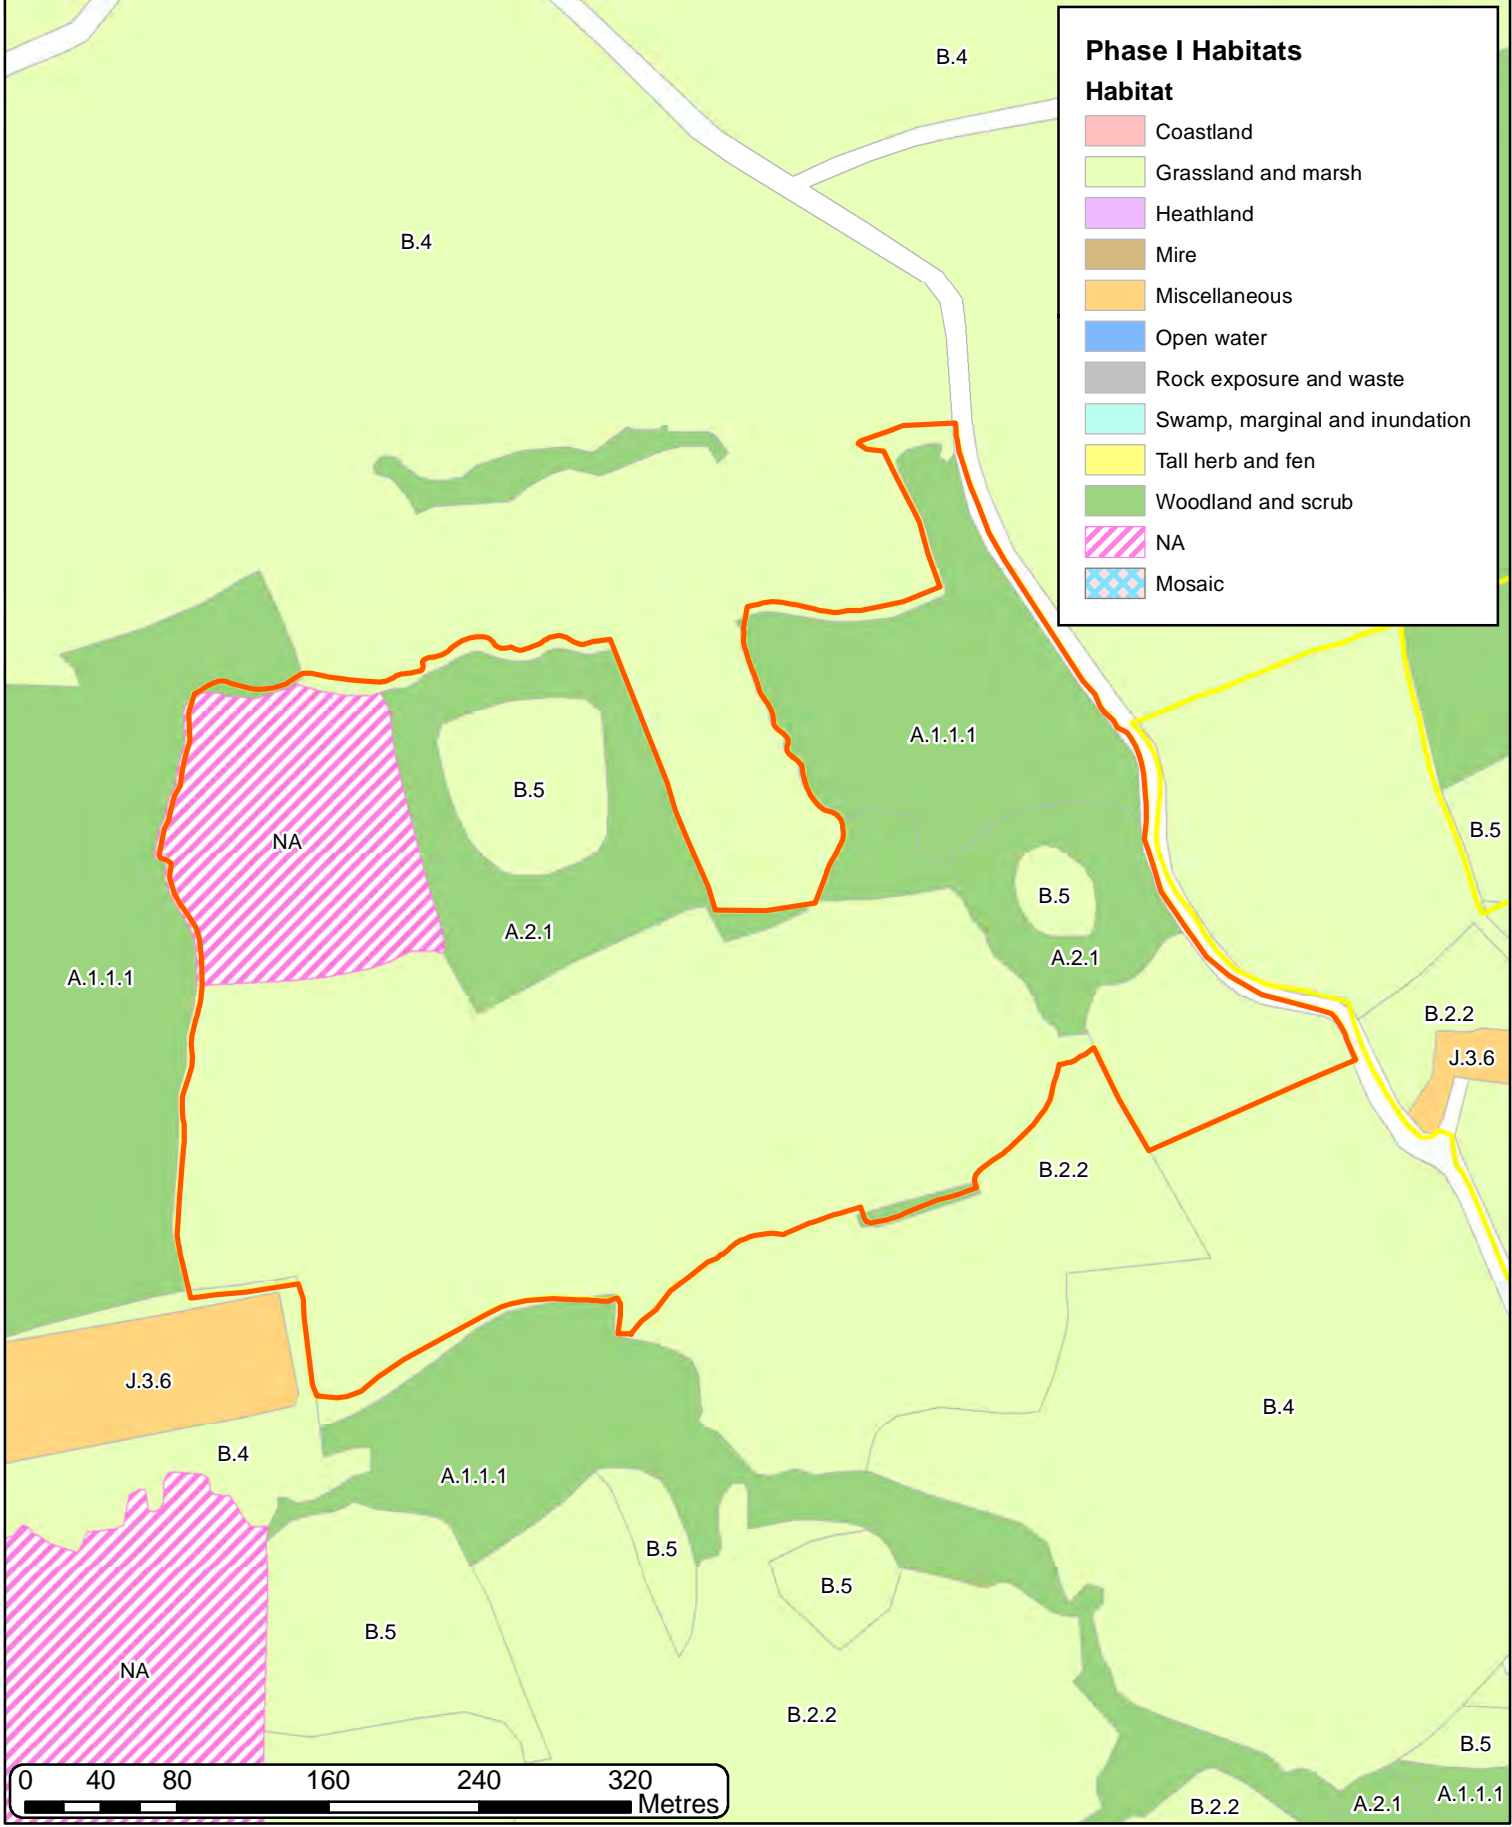 B.4
Phase I Habitats
Habitat
Coastland
Grassland and marsh
Heathland
Mire
Miscellaneous
Open water
Rock exposure and waste
Swamp, marginal and inundation
Tall herb and fen
Woodland and scrub
NA
Mosaic
B.4
A.1.1.1
B.5
B.5
NA
B.5
A.2.1
A.2.1
A.1.1.1
B.2.2
J.3.6
B.2.2
J.3.6
B.4
B.4
A.1.1.1
B.5
B.5
B.5
NA
B.2.2
B.5
0 40 80 160 240 320
Metres
B.2.2
A.2.1
A.1.1.1